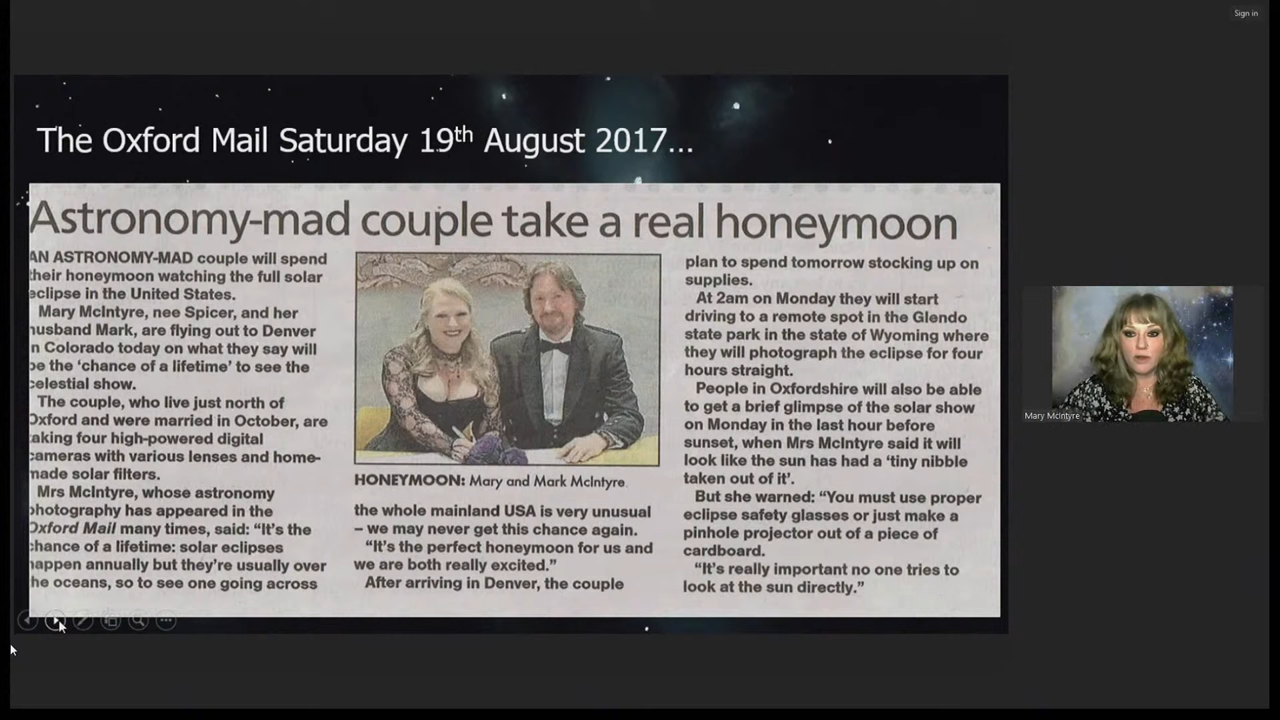 Sign in
The Oxford Mail Saturday 19th August 2017...
Astronomy-mad couple take a real honeymoon
AN ASTRONOMY-MAD couple will spend
their honeymoon watching the full solar
eclipse in the United States.
Mary McIntyre, nee Spicer, and her
husband Mark, are flying out to Denver
in Colorado today on what they say will
be the ‘chance of a lifetime’ to see the
celestial show.
The couple, who live just north of
Oxford and were married in October, are
taking four high-powered digital
cameras with various lenses and home-
made solar filters.
Mrs McIntyre, whose astronomy
photography has appeared in the
Oxford Mail many times, said: “It’s the
chance of a lifetime: solar eclipses
happen annually but they’re usually over
the oceans, so to see one going across
HONEYMOON: Mary and Mark McIntyre
the whole mainland USA is very unusual
– we may never get this chance again.
“It’s the perfect honeymoon for us and
we are both really excited.”
After arriving in Denver, the couple
plan to spend tomorrow stocking up on
supplies.
At 2am on Monday they will start
driving to a remote spot in the Glendo
state park in the state of Wyoming where
they will photograph the eclipse for four
hours straight.
People in Oxfordshire will also be able
to get a brief glimpse of the solar show
on Monday in the last hour before
sunset, when Mrs McIntyre said it will
look like the sun has had a ‘tiny nibble
taken out of it’.
But she warned: “You must use proper
eclipse safety glasses or just make a
pinhole projector out of a piece of
cardboard.
“It’s really important no one tries to
look at the sun directly.”
Mary McIntyre